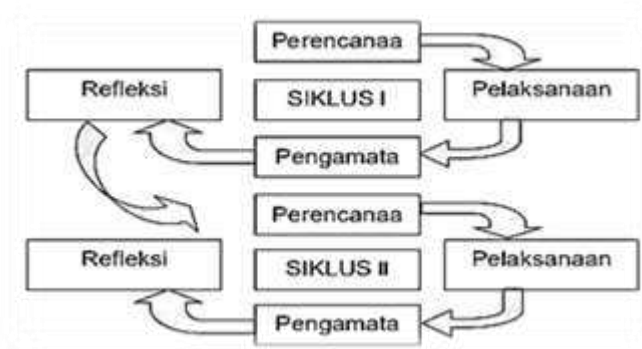 Perencanaa
Refleksi
SIKLUS I
Pelaksanaan
Pengamata
Perencanaa
Refleksi
SIKLUS II
Pelaksanaan
Pengamata